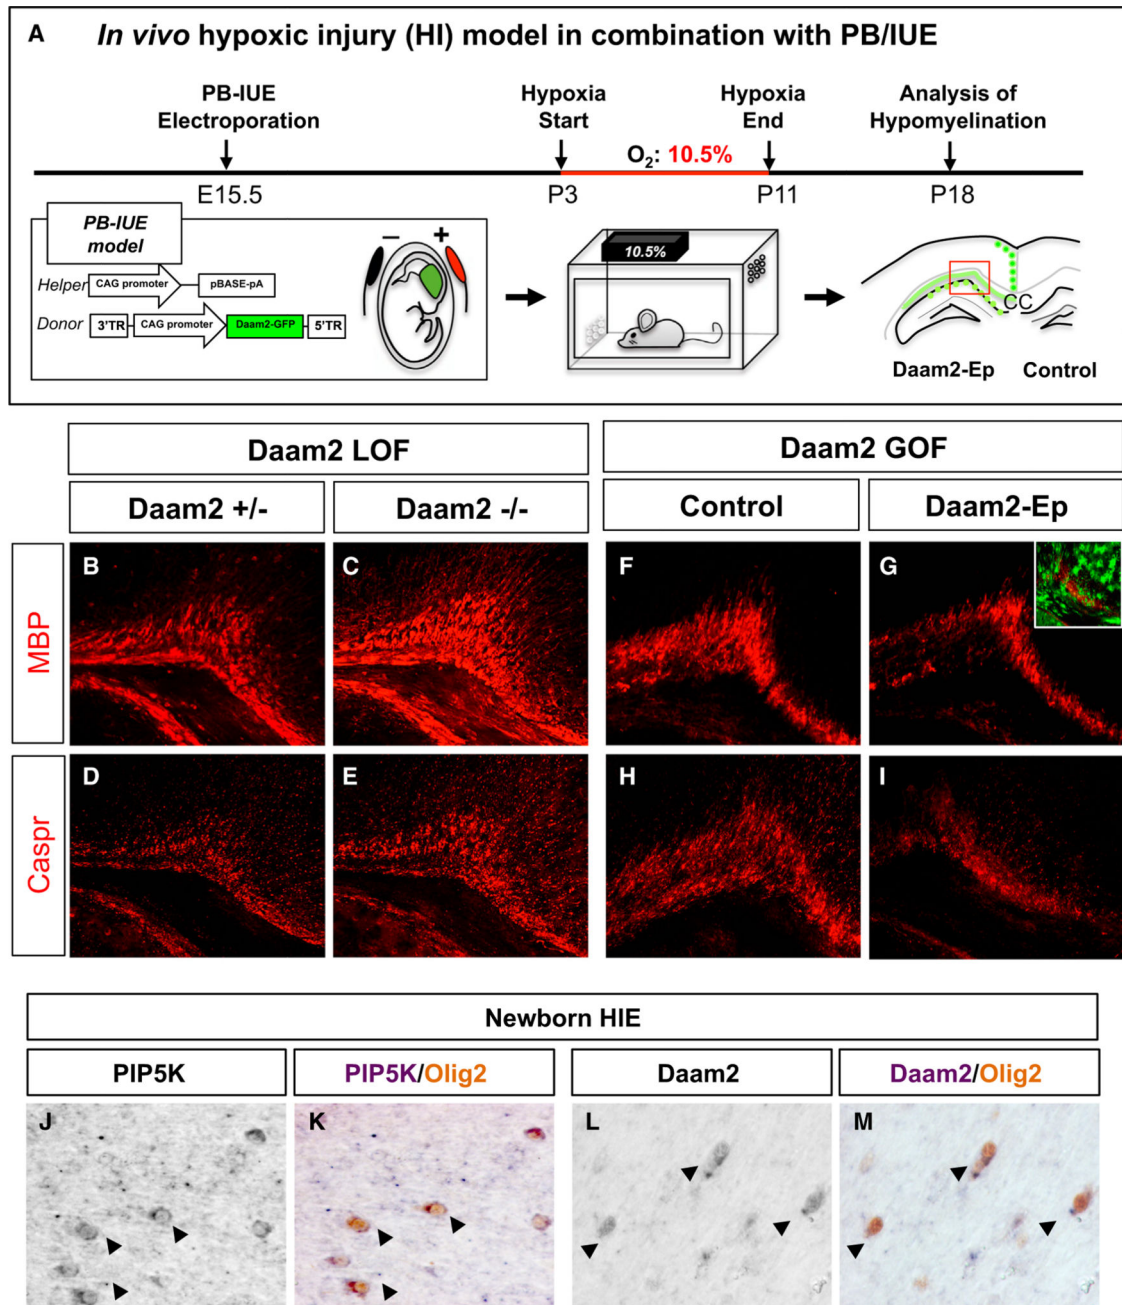 A In vivo hypoxic injury (HI) model in combination with PB/IUE
PB-IUE
Electroporation
Hypoxia
Start
Hypoxia
End
Analysis of
Hypomyelination
O₂: 10.5%
E15.5
P3
P11
P18
PB-IUE
model
Helper
CAG promoter
pBASE-pA
Donor
3'TR
CAG promoter
Daam2-GFP
5'TR
– +
10.5%
CC
Daam2-Ep
Control
Daam2 LOF
Daam2 GOF
Daam2 +/-
Daam2 -/-
Control
Daam2-Ep
MBP
B
C
F
G
Caspr
D
E
H
I
Newborn HIE
PIP5K
PIP5K/Olig2
Daam2
Daam2/Olig2
J
K
L
M